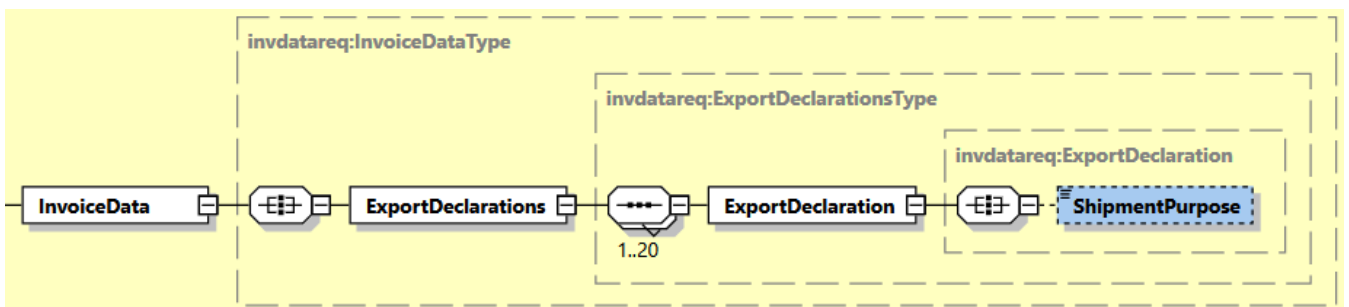 invdatareq:InvoiceDataType
invdatareq:ExportDeclarationsType
invdatareq:ExportDeclaration
InvoiceData
ExportDeclarations
ExportDeclaration
ShipmentPurpose
1..20